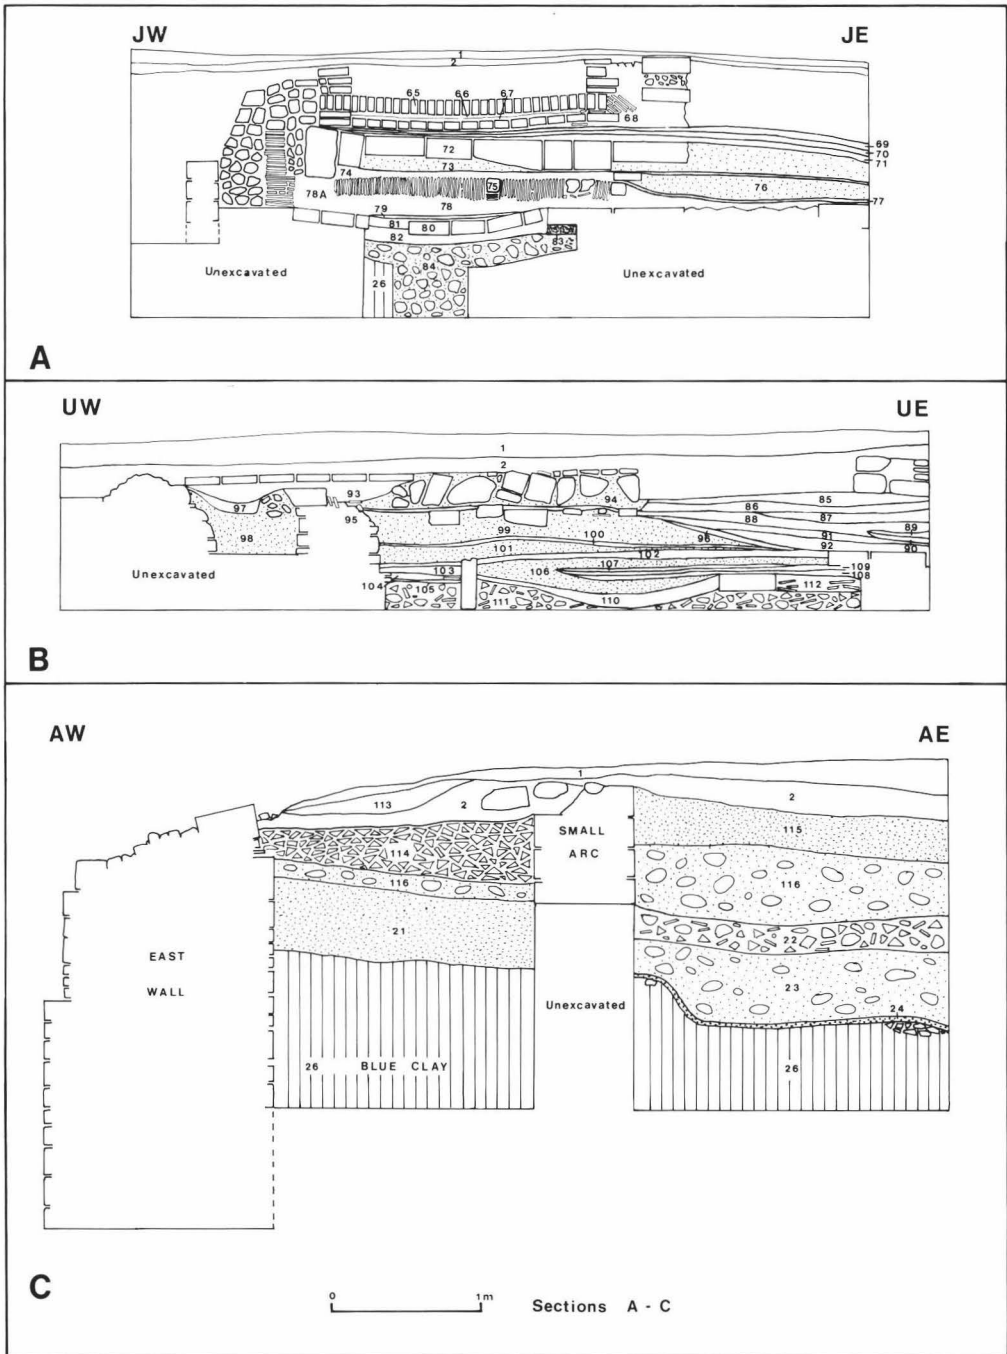 JW JE
1
2
65 66 67
68
69
72 70
73 71
74
75 76
78A
79 78 77
81 80
82 83
Unexcavated 84 Unexcavated
26
A
UW UE
1
2
93 94 85
97 86
95 88 87 89
98 99 100 96 91
101 102 92 90
Unexcavated 103 106 107 109
104 108
105 111 110 112
B
AW AE
1
113 2 2
SMALL 115
ARC
114
116 116
21 22
EAST 23
WALL Unexcavated 24
26 BLUE CLAY 26
C
0 1m Sections A - C